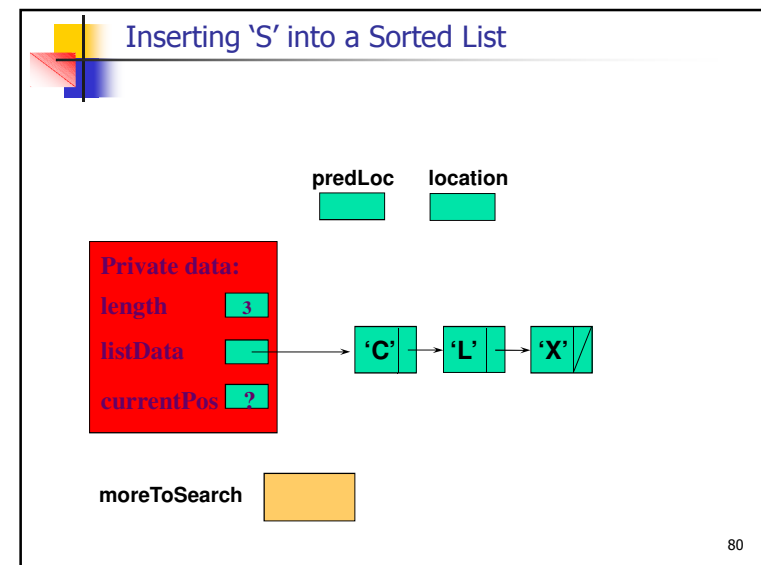 Inserting ‘S’ into a Sorted List
predLoc location
Private data:
length 3
listData ‘C’ ‘L’ ‘X’
currentPos ?
moreToSearch
80